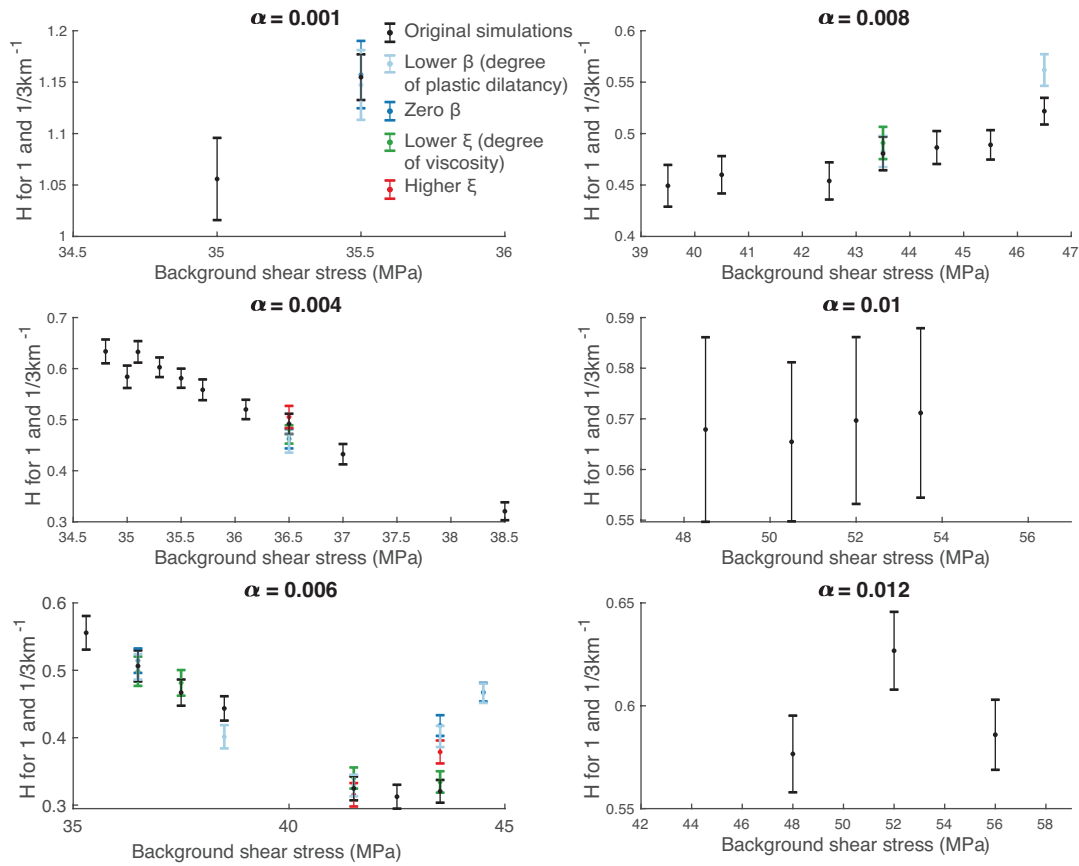 α = 0.001
H for 1 and 1/3km⁻¹
1.2
1.15
1.1
1.05
1
34.5 35 35.5 36
Background shear stress (MPa)
Original simulations
Lower β (degree
of plastic dilatancy)
Zero β
Lower ξ (degree
of viscosity)
Higher ξ
α = 0.008
H for 1 and 1/3km⁻¹
0.6
0.55
0.5
0.45
0.4
39 40 41 42 43 44 45 46 47
Background shear stress (MPa)
α = 0.004
H for 1 and 1/3km⁻¹
0.7
0.6
0.5
0.4
0.3
34.5 35 35.5 36 36.5 37 37.5 38 38.5
Background shear stress (MPa)
α = 0.01
H for 1 and 1/3km⁻¹
0.59
0.58
0.57
0.56
0.55
48 50 52 54 56
Background shear stress (MPa)
α = 0.006
H for 1 and 1/3km⁻¹
0.6
0.5
0.4
0.3
35 40 45
Background shear stress (MPa)
α = 0.012
H for 1 and 1/3km⁻¹
0.65
0.6
0.55
42 44 46 48 50 52 54 56 58
Background shear stress (MPa)